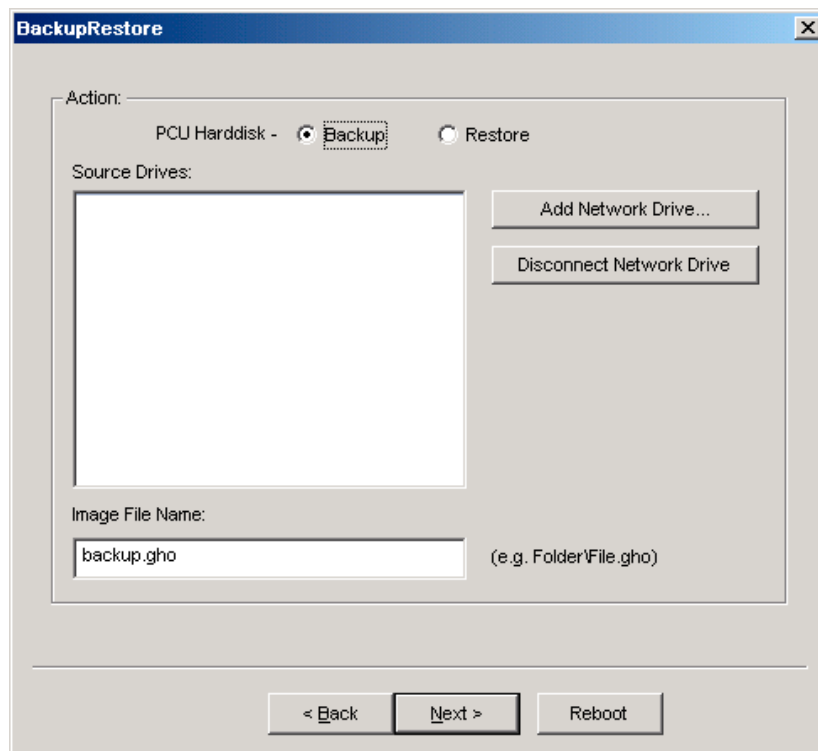 BackupRestore
Action:
PCU Harddisk - Backup Restore
Source Drives:
Add Network Drive...
Disconnect Network Drive
Image File Name:
backup.gho (e.g. Folder\File.gho)
< Back Next > Reboot